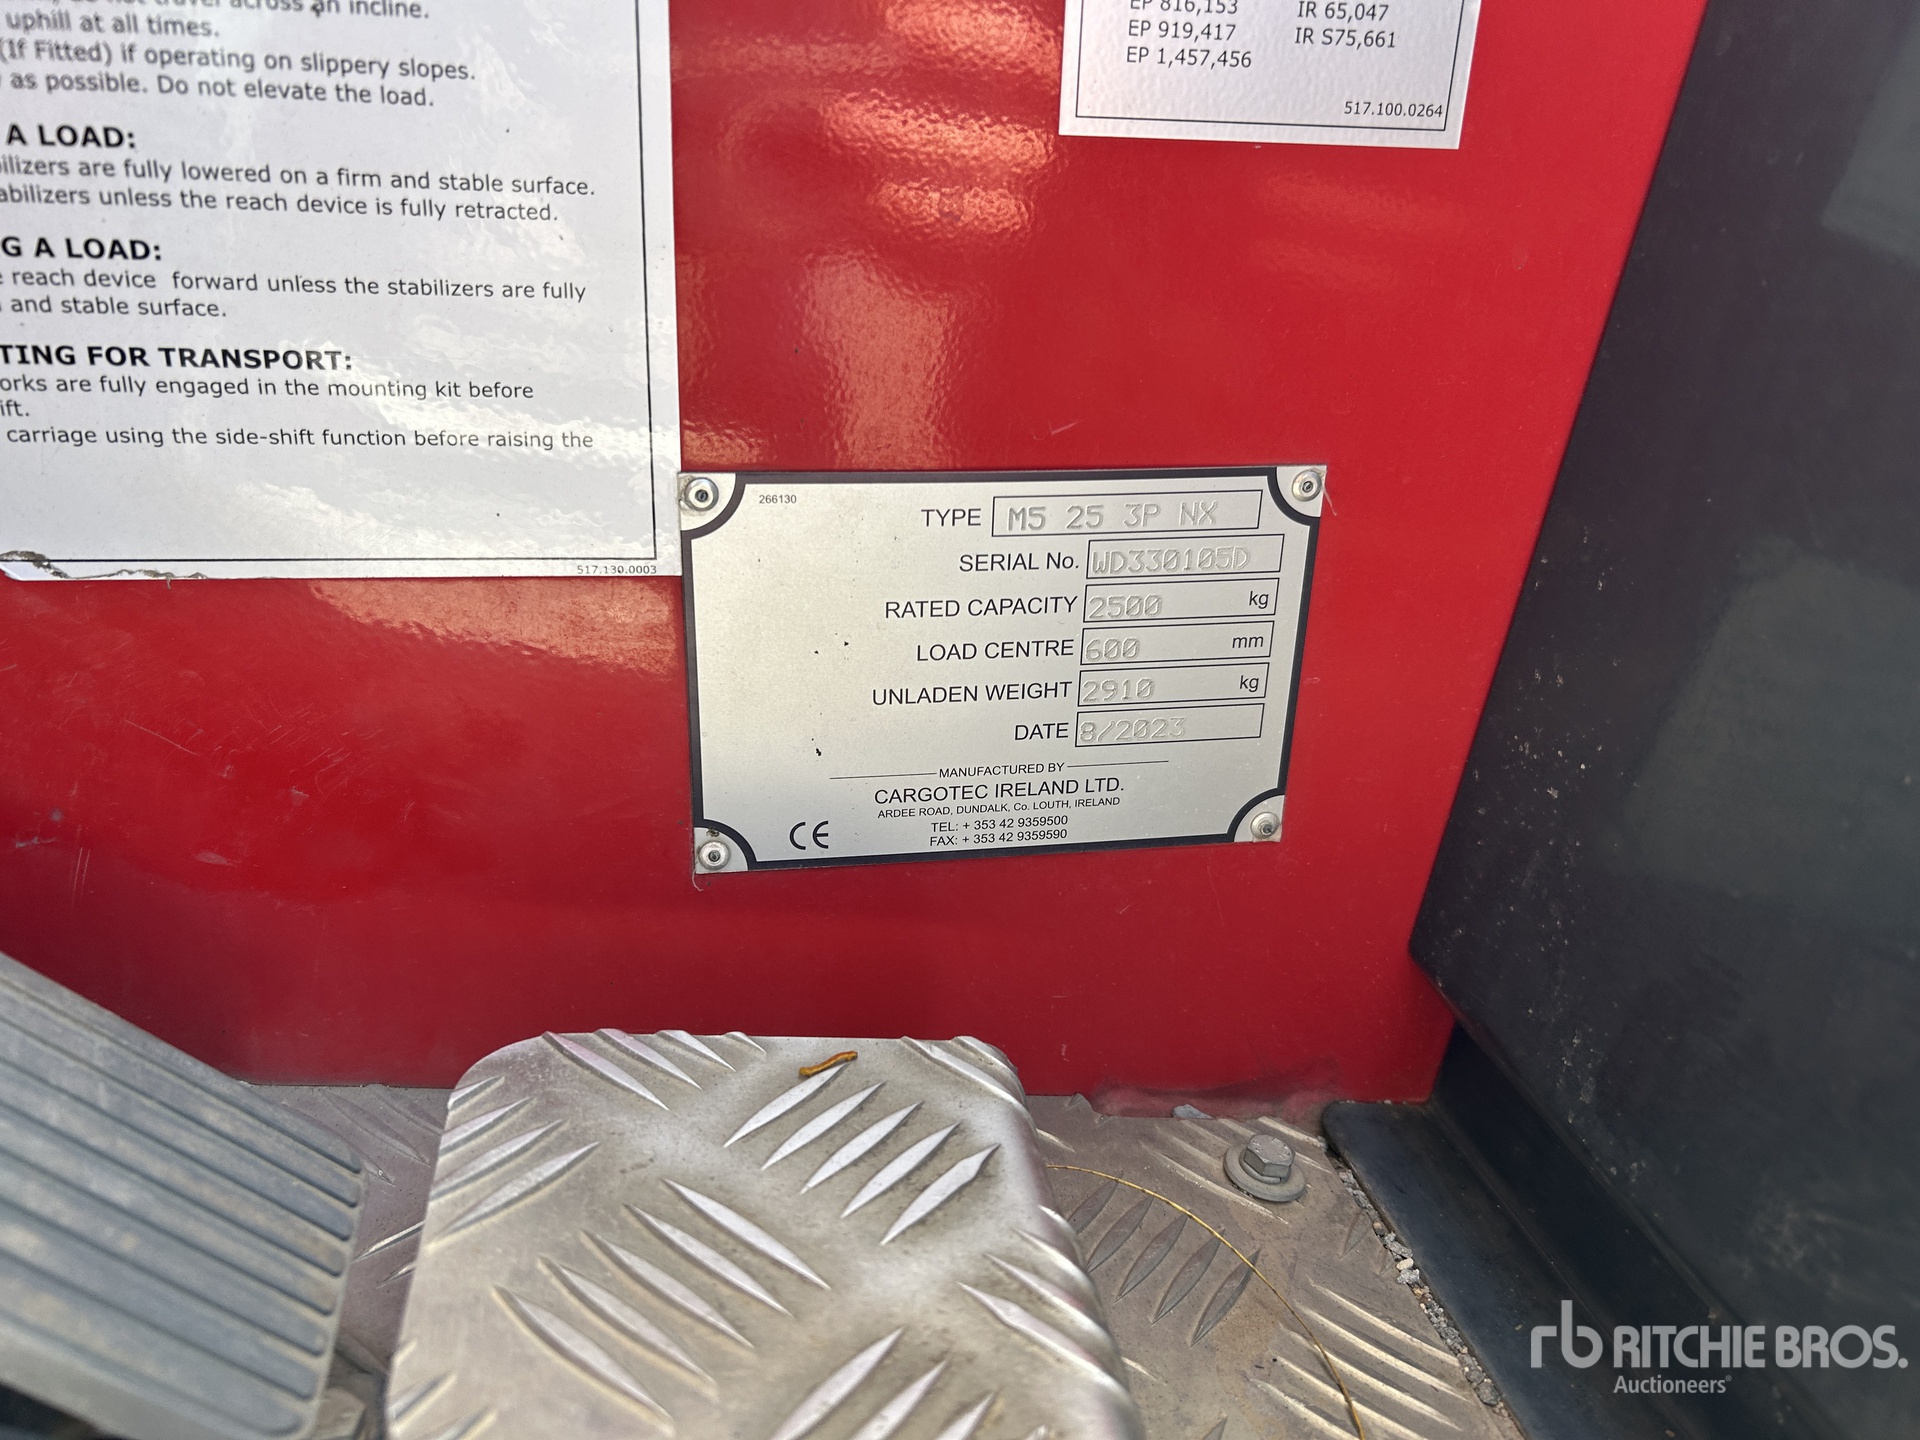 an incline.
uphill at all times.
(If Fitted) if operating on slippery slopes.
as possible. Do not elevate the load.
A LOAD:
are fully lowered on a firm and stable surface.
unless the reach device is fully retracted.
A LOAD:
reach device forward unless the stabilizers are fully
and stable surface.
FOR TRANSPORT:
are fully engaged in the mounting kit before
carriage using the side-shift function before raising the
517.130.0003
EP 816,153 IR 65,047
EP 919,417 IR S75,661
EP 1,457,456
517.100.0264
266130
TYPE M5 25 3P NX
SERIAL No. WD330105D
RATED CAPACITY 2500 kg
LOAD CENTRE 600 mm
UNLADEN WEIGHT 2910 kg
DATE 8/2023
MANUFACTURED BY
CARGOTEC IRELAND LTD.
ARDEE ROAD, DUNDALK, Co. LOUTH, IRELAND
TEL: + 353 42 9359500
FAX: + 353 42 9359590
CE
rb RITCHIE BROS.
Auctioneers